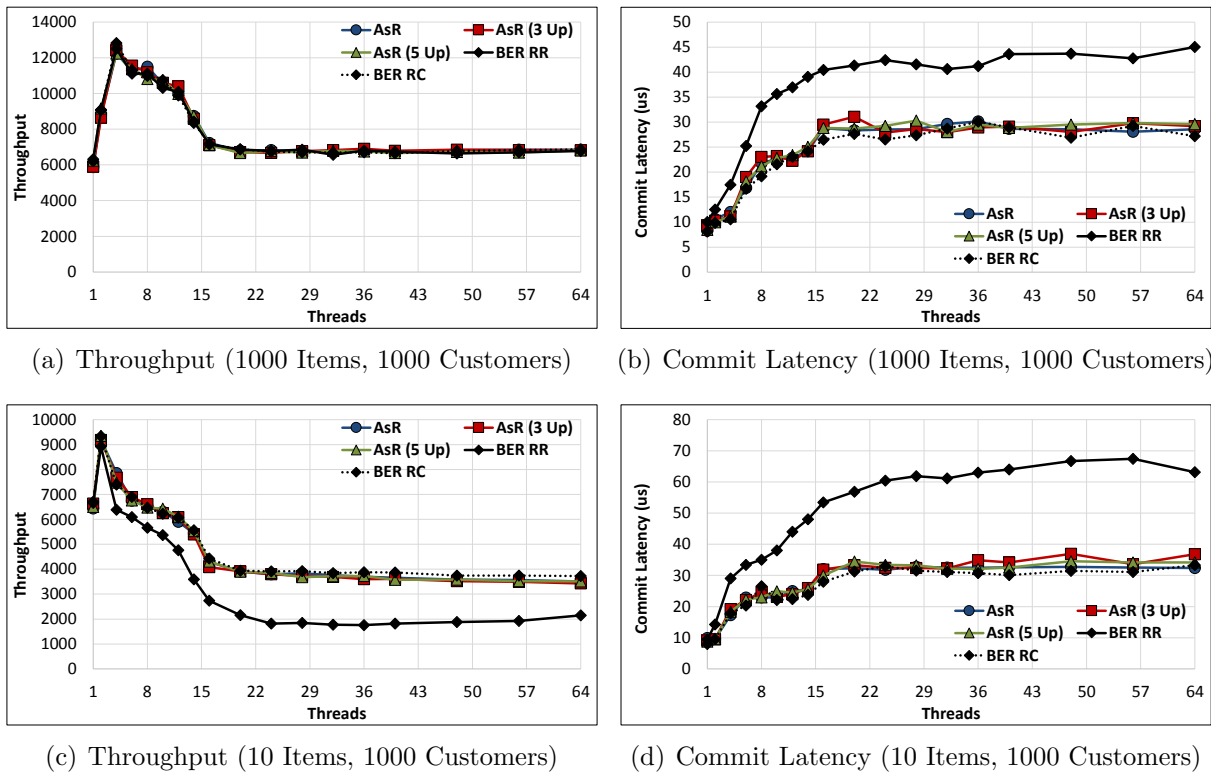 14000
12000
10000
8000
6000
4000
2000
0
Throughput
AsR
AsR (3 Up)
AsR (5 Up)
BER RR
BER RC
1 8 15 22 29 36 43 50 57 64
Threads
(a) Throughput (1000 Items, 1000 Customers)
50
45
40
35
30
25
20
15
10
5
0
Commit Latency (us)
AsR
AsR (3 Up)
AsR (5 Up)
BER RR
BER RC
1 8 15 22 29 36 43 50 57 64
Threads
(b) Commit Latency (1000 Items, 1000 Customers)
10000
9000
8000
7000
6000
5000
4000
3000
2000
1000
0
Throughput
AsR
AsR (3 Up)
AsR (5 Up)
BER RR
BER RC
1 8 15 22 29 36 43 50 57 64
Threads
(c) Throughput (10 Items, 1000 Customers)
80
70
60
50
40
30
20
10
0
Commit Latency (us)
AsR
AsR (3 Up)
AsR (5 Up)
BER RR
BER RC
1 8 15 22 29 36 43 50 57 64
Threads
(d) Commit Latency (10 Items, 1000 Customers)